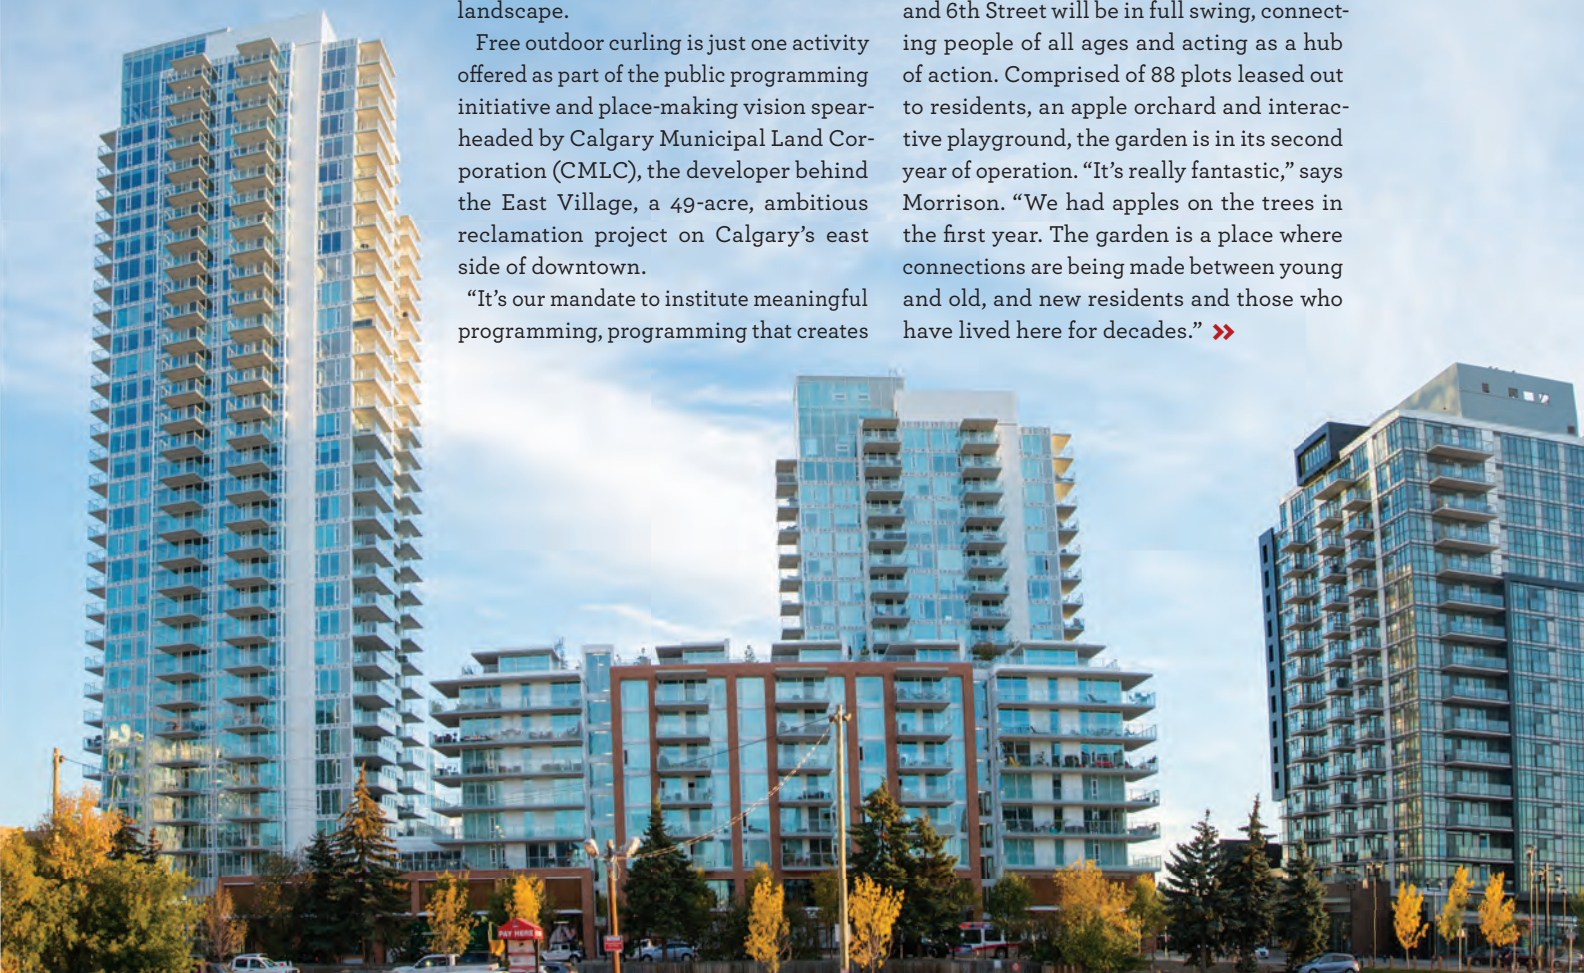 landscape.
Free outdoor curling is just one activity
offered as part of the public programming
initiative and place-making vision spear-
headed by Calgary Municipal Land Cor-
poration (CMLC), the developer behind
the East Village, a 49-acre, ambitious
reclamation project on Calgary’s east
side of downtown.
“It’s our mandate to institute meaningful
programming, programming that creates
and 6th Street will be in full swing, connect-
ing people of all ages and acting as a hub
of action. Comprised of 88 plots leased out
to residents, an apple orchard and interac-
tive playground, the garden is in its second
year of operation. “It’s really fantastic,” says
Morrison. “We had apples on the trees in
the first year. The garden is a place where
connections are being made between young
and old, and new residents and those who
have lived here for decades.”
PAY HERE